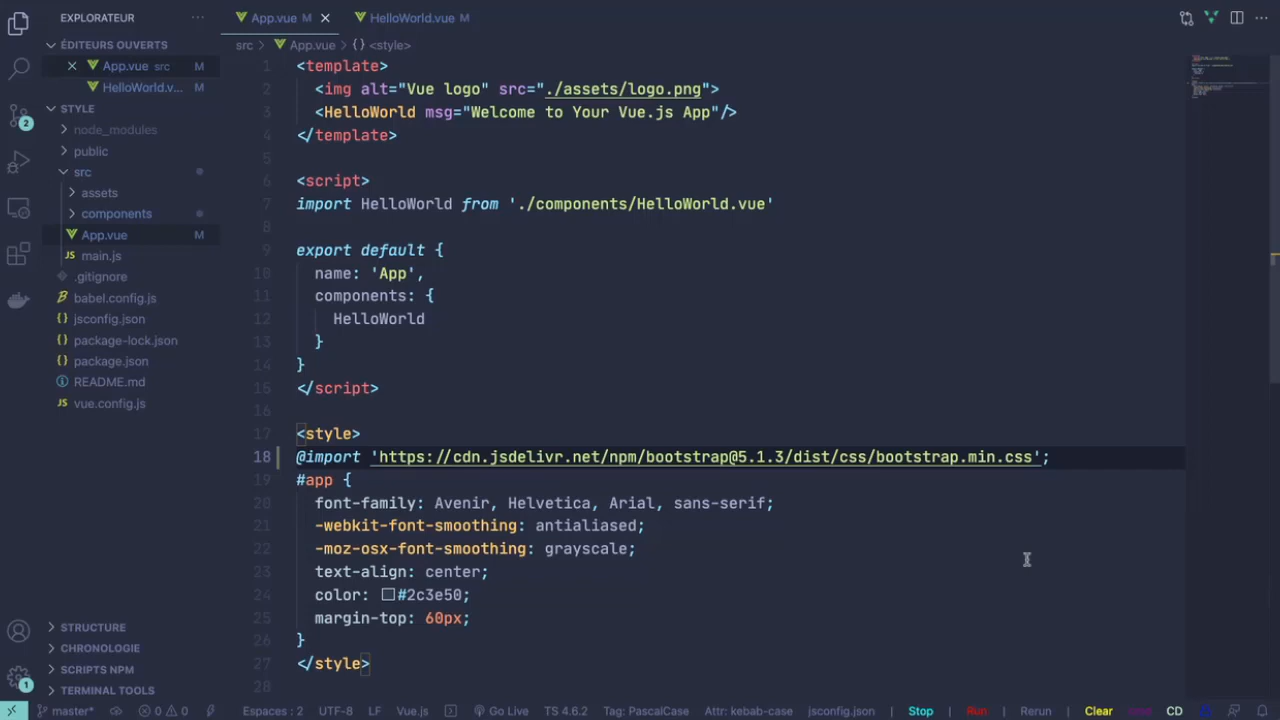 EXPLORATEUR
ÉDITEURS OUVERTS
App.vue src M
HelloWorld.v... M
STYLE
node_modules
public
src
assets
components
App.vue M
JS main.js
.gitignore
babel.config.js
{} jsconfig.json
{} package-lock.json
{} package.json
README.md
vue.config.js
STRUCTURE
CHRONOLOGIE
SCRIPTS NPM
TERMINAL TOOLS
2
1
App.vue M
HelloWorld.vue M
src > App.vue > {} <style>
1 <template>
2 <img alt="Vue logo" src="./assets/logo.png">
3 <HelloWorld msg="Welcome to Your Vue.js App"/>
4 </template>
5
6 <script>
7 import HelloWorld from './components/HelloWorld.vue'
8
9 export default {
10 name: 'App',
11 components: {
12 HelloWorld
13 }
14 }
15 </script>
16
17 <style>
18 @import 'https://cdn.jsdelivr.net/npm/bootstrap@5.1.3/dist/css/bootstrap.min.css';
19 #app {
20 font-family: Avenir, Helvetica, Arial, sans-serif;
21 -webkit-font-smoothing: antialiased;
22 -moz-osx-font-smoothing: grayscale;
23 text-align: center;
24 color: #2c3e50;
25 margin-top: 60px;
26 }
27 </style>
28
master* 0 0 Espaces : 2 UTF-8 LF Vue.js Go Live TS 4.6.2 Tag: PascalCase Attr: kebab-case jsconfig.json Stop Run Rerun Clear CD